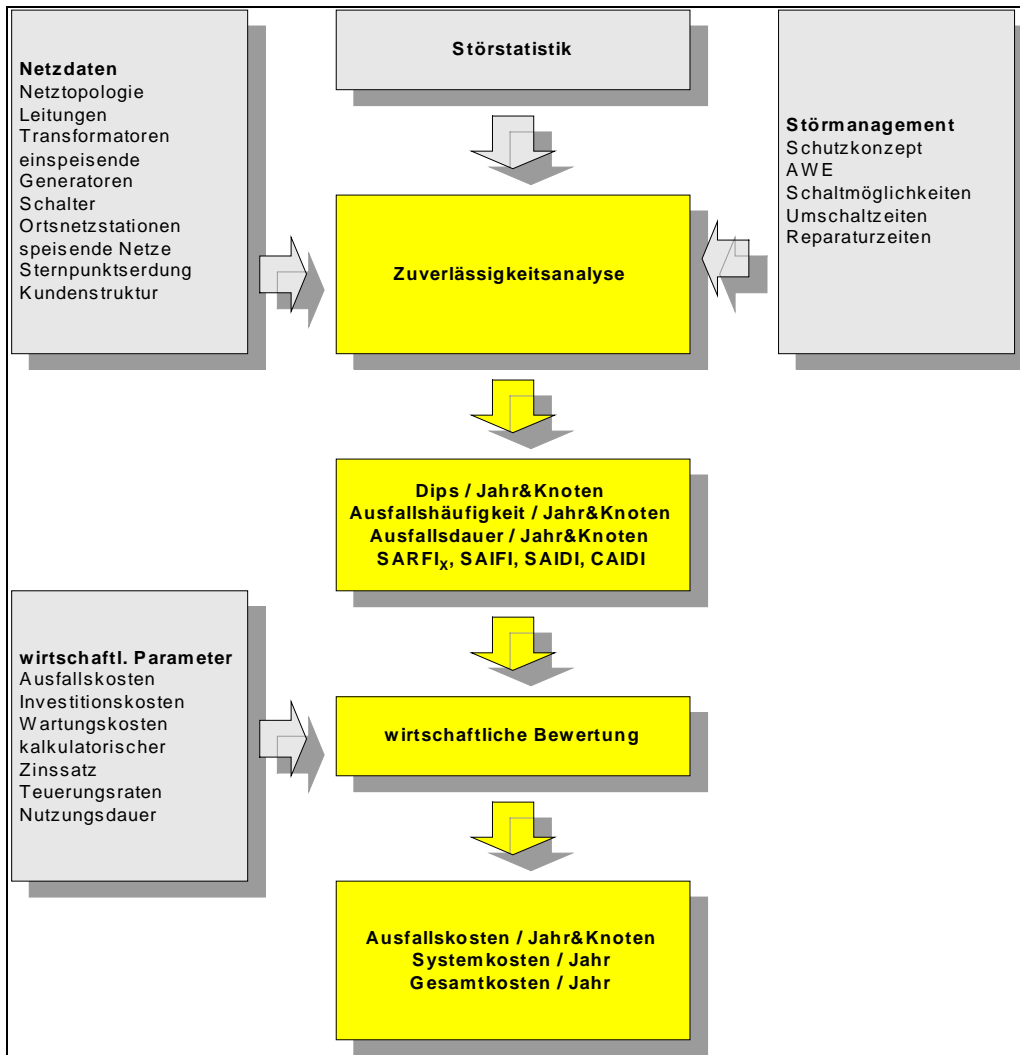 Netzdaten
Netztopologie
Leitungen
Transformatoren
einspeisende
Generatoren
Schalter
Ortsnetzstationen
speisende Netze
Sternpunktserdung
Kundenstruktur
Störstatistik
Störmanagement
Schutzkonzept
AWE
Schaltmöglichkeiten
Umschaltzeiten
Reparaturzeiten
Zuverlässigkeitsanalyse
Dips / Jahr&Knoten
Ausfallshäufigkeit / Jahr&Knoten
Ausfallsdauer / Jahr&Knoten
SARFIX, SAIFI, SAIDI, CAIDI
wirtschaftl. Parameter
Ausfallskosten
Investitionskosten
Wartungskosten
kalkulatorischer
Zinssatz
Teuerungsraten
Nutzungsdauer
wirtschaftliche Bewertung
Ausfallskosten / Jahr&Knoten
Systemkosten / Jahr
Gesamtkosten / Jahr